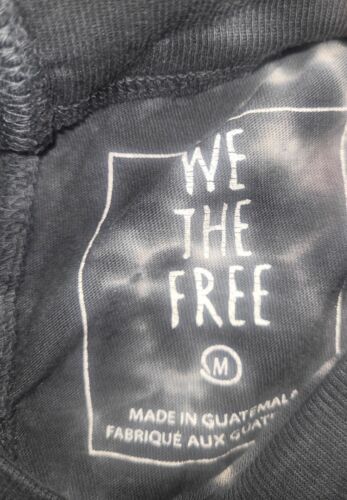 WE
THE
FREE
M
MADE IN GUATEMALA
FABRIQUÉ AUX